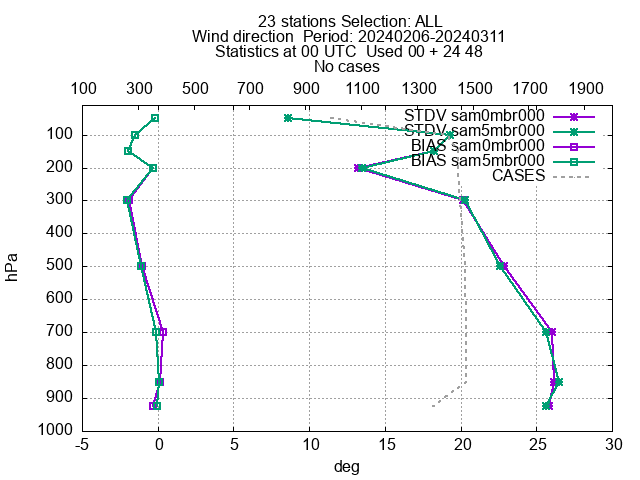 23 stations Selection: ALL
Wind direction  Period: 20240206-20240311
Statistics at 00 UTC  Used 00 + 24 48
No cases
100 300 500 700 900 1100 1300 1500 1700 1900
STDV sam0mbr000
STDV sam5mbr000
BIAS sam0mbr000
BIAS sam5mbr000
CASES
100
200
300
400
500
600
700
800
900
1000
hPa
-5 0 5 10 15 20 25 30
deg